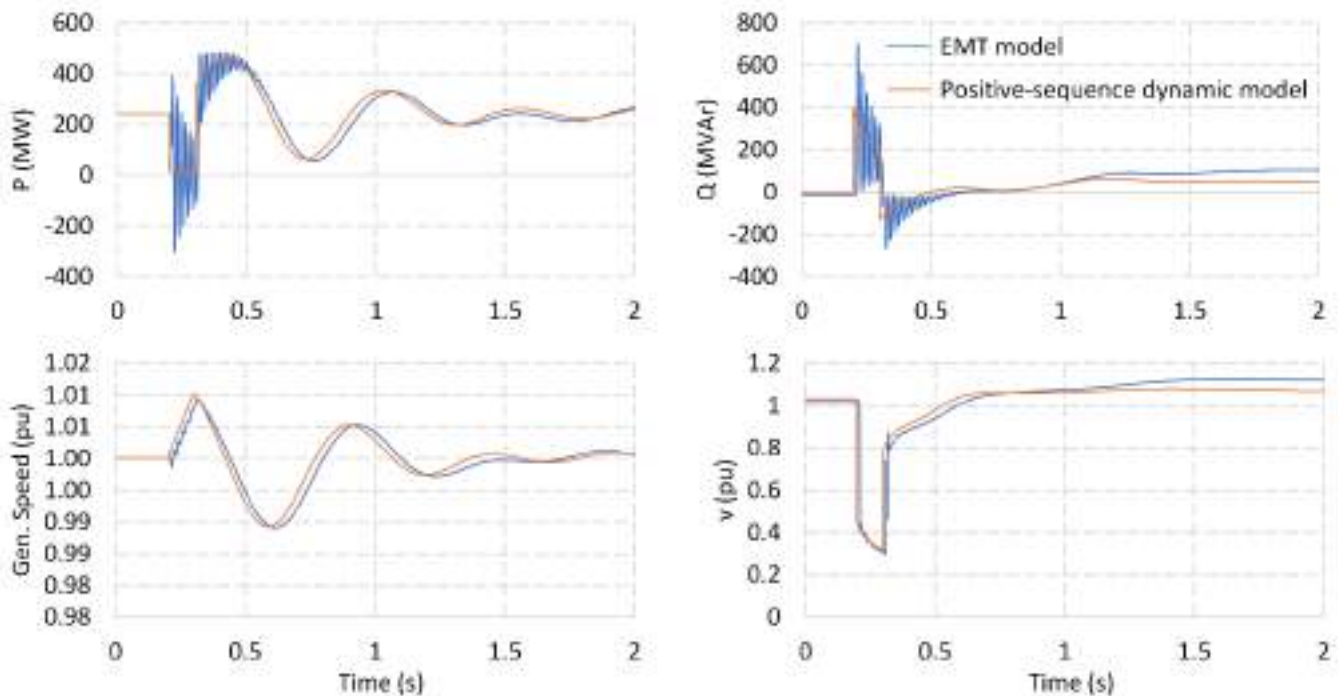 600
400
200
0
-200
-400
P (MW)
0 0.5 1 1.5 2
800
600
400
200
0
-200
-400
Q (MVAr)
EMT model
Positive-sequence dynamic model
0 0.5 1 1.5 2
1.02
1.01
1.01
1.00
1.00
0.99
0.99
0.98
0.98
Gen. Speed (pu)
0 0.5 1 1.5 2
Time (s)
1.2
1
0.8
0.6
0.4
0.2
0
v (pu)
0 0.5 1 1.5 2
Time (s)